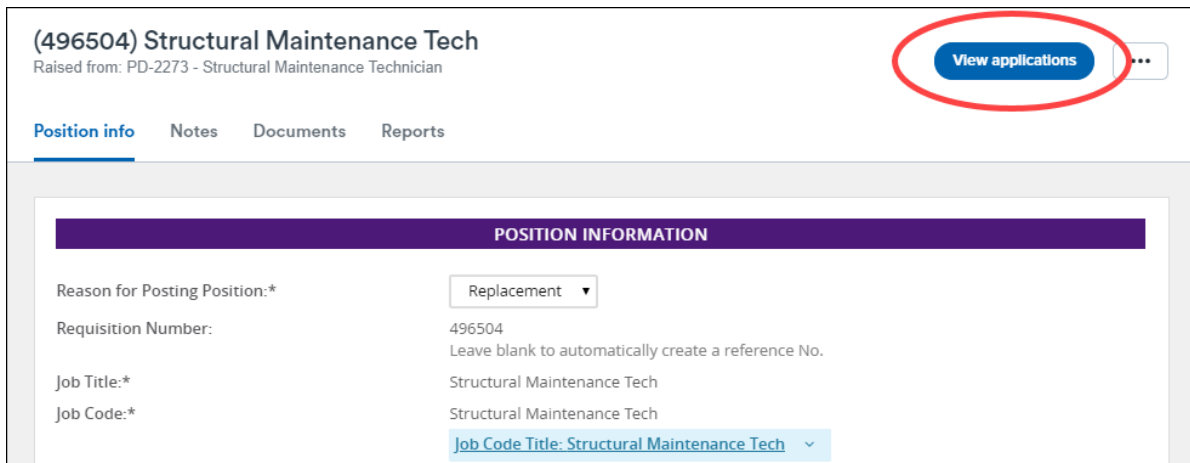 (496504) Structural Maintenance Tech
View applications
...
Raised from: PD-2273 - Structural Maintenance Technician
Position info Notes Documents Reports
POSITION INFORMATION
Reason for Posting Position:* Replacement
Requisition Number: 496504
Leave blank to automatically create a reference No.
Job Title:* Structural Maintenance Tech
Job Code:* Structural Maintenance Tech
Job Code Title: Structural Maintenance Tech